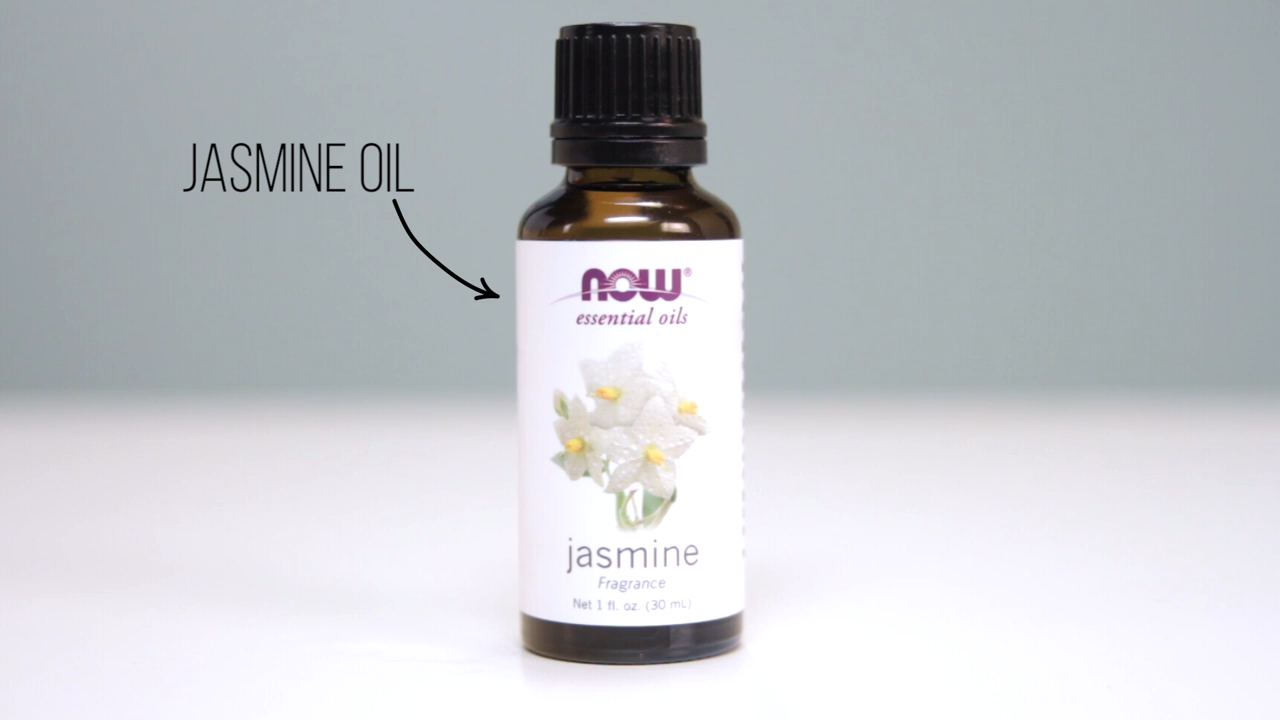 JASMINE OIL
now®
essential oils
jasmine
Fragrance
Net 1 fl. oz. (30 mL)